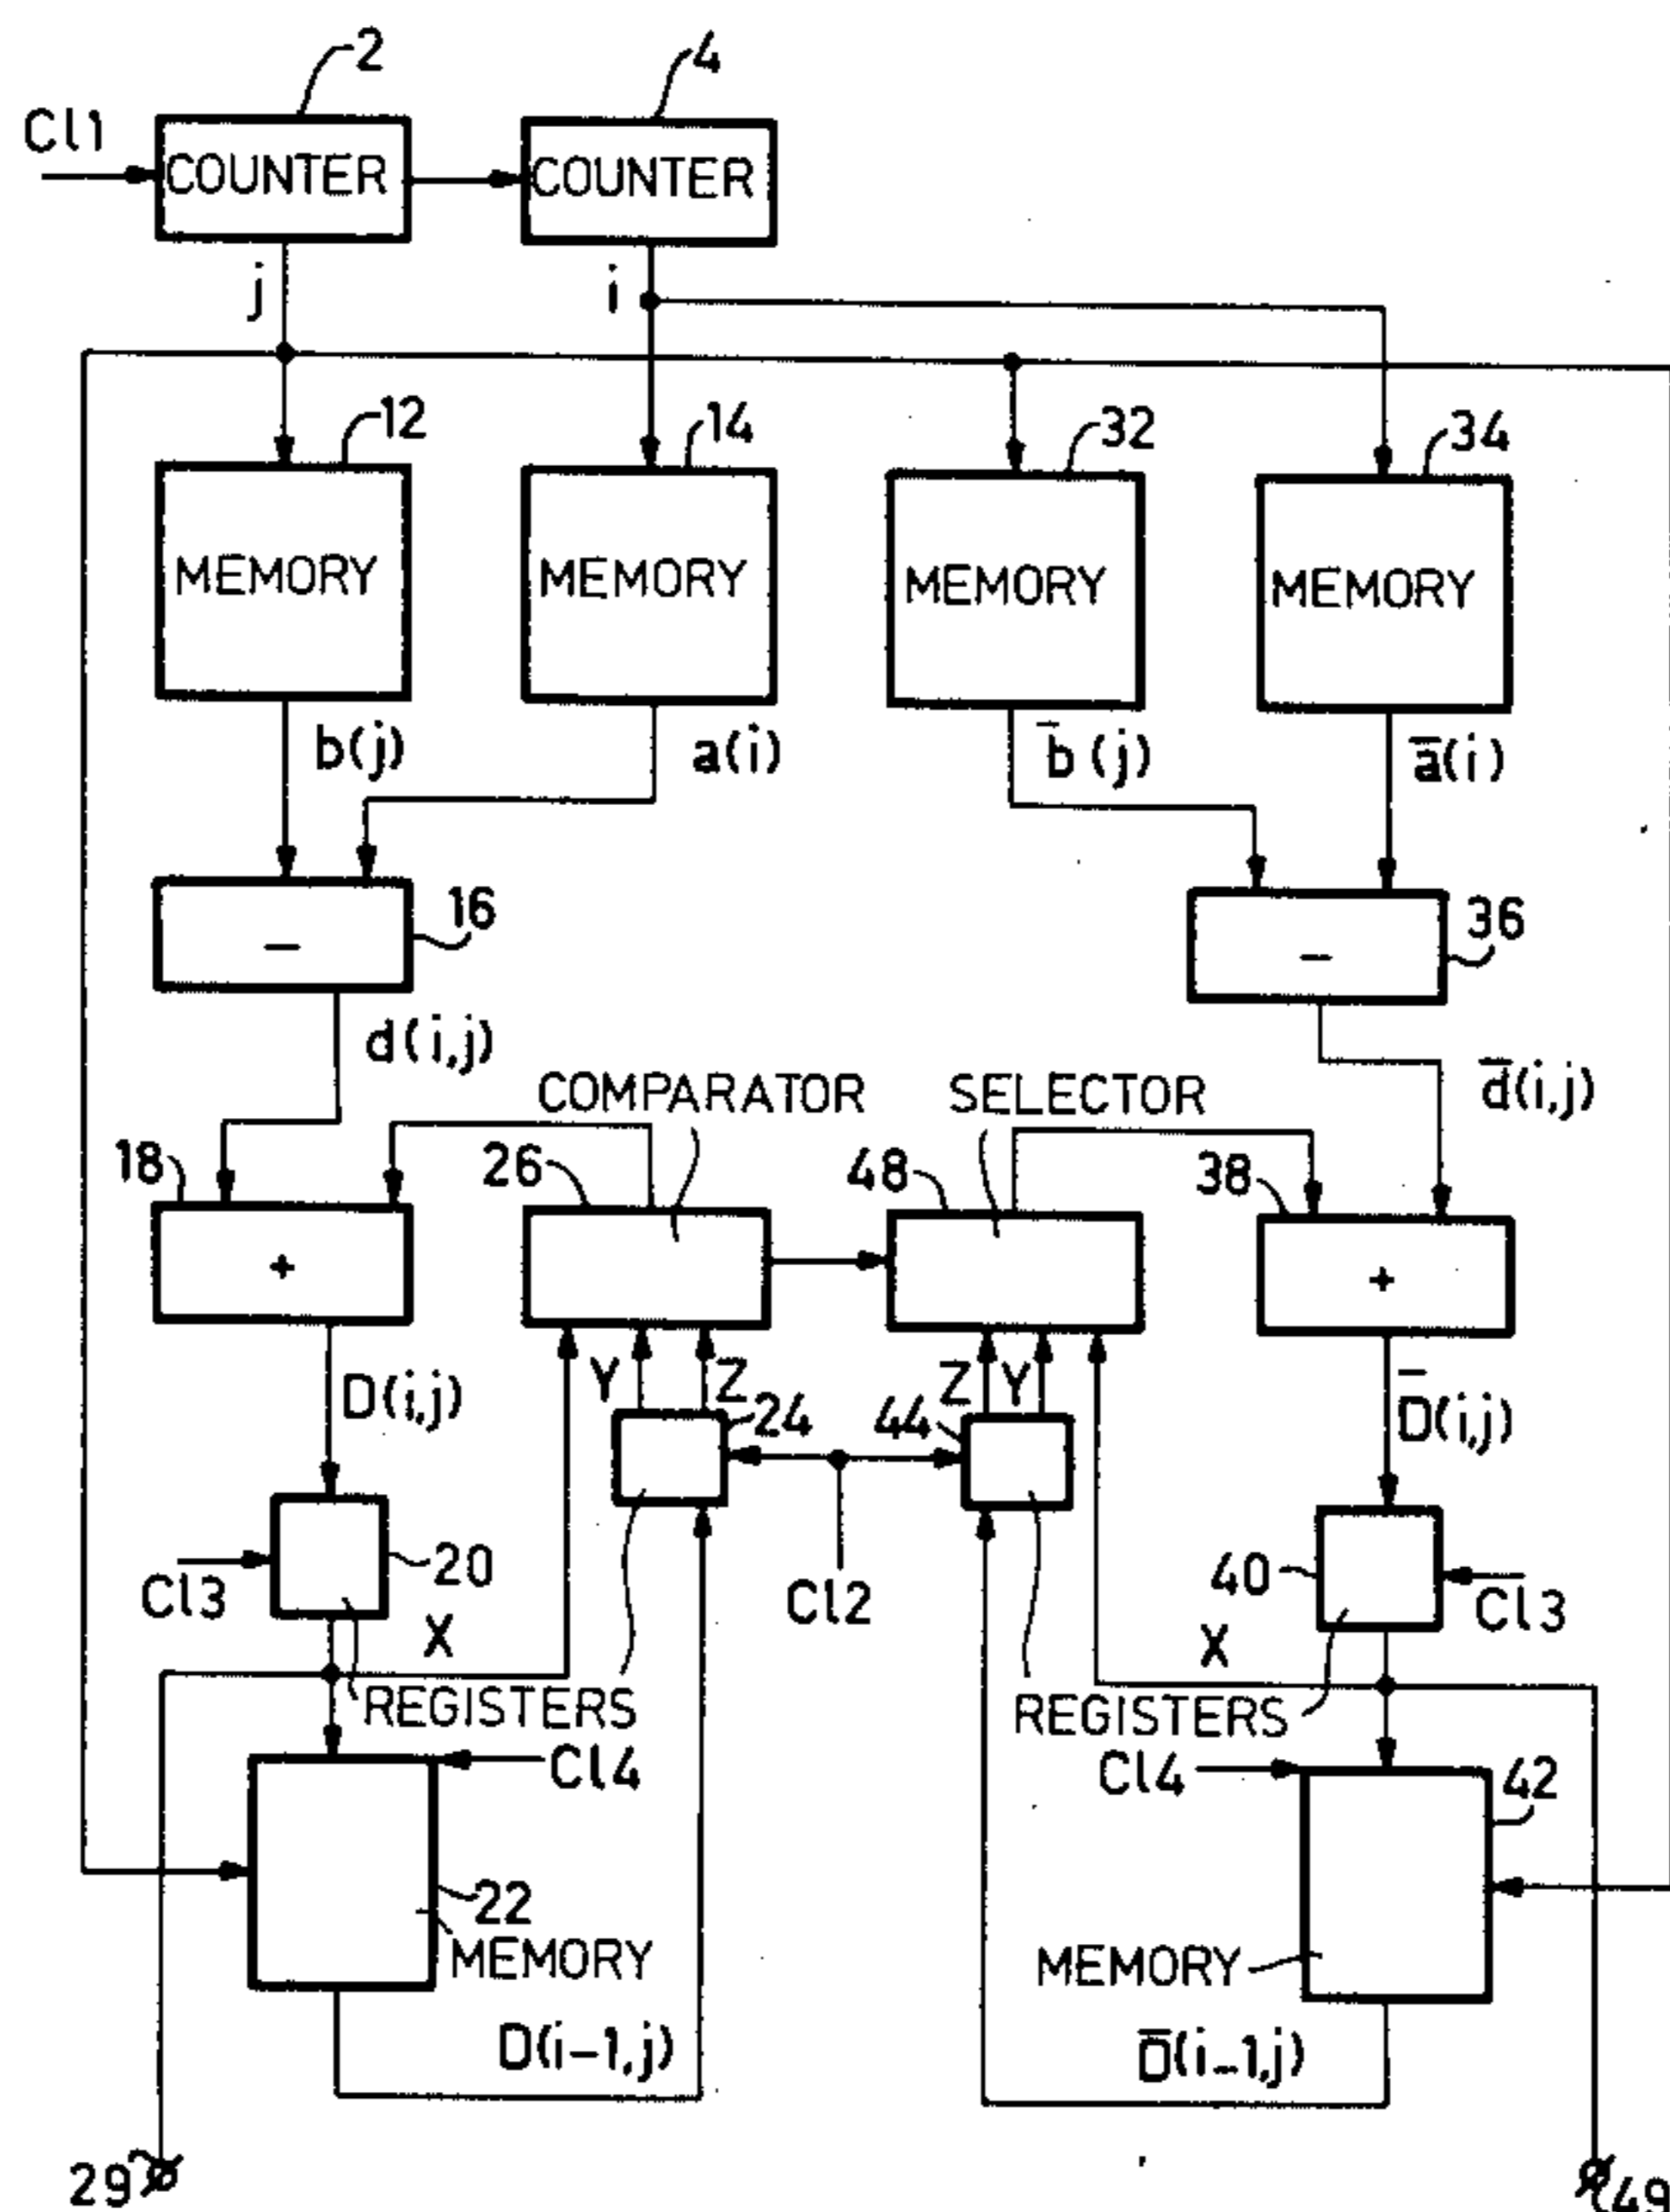 2
4
Cl1
COUNTER
COUNTER
j
i
12
14
32
34
MEMORY
MEMORY
MEMORY
MEMORY
b(j)
a(i)
b̄(j)
ā(i)
16
36
−
−
d(i,j)
d̄(i,j)
COMPARATOR
SELECTOR
18
26
48
38
+
+
D(i,j)
Y
Z
Z
Y
D̄(i,j)
24
44
20
40
Cl3
Cl2
Cl3
X
X
REGISTERS
REGISTERS
Cl4
Cl4
42
22
MEMORY
MEMORY
D(i−1,j)
D̄(i−1,j)
29
49